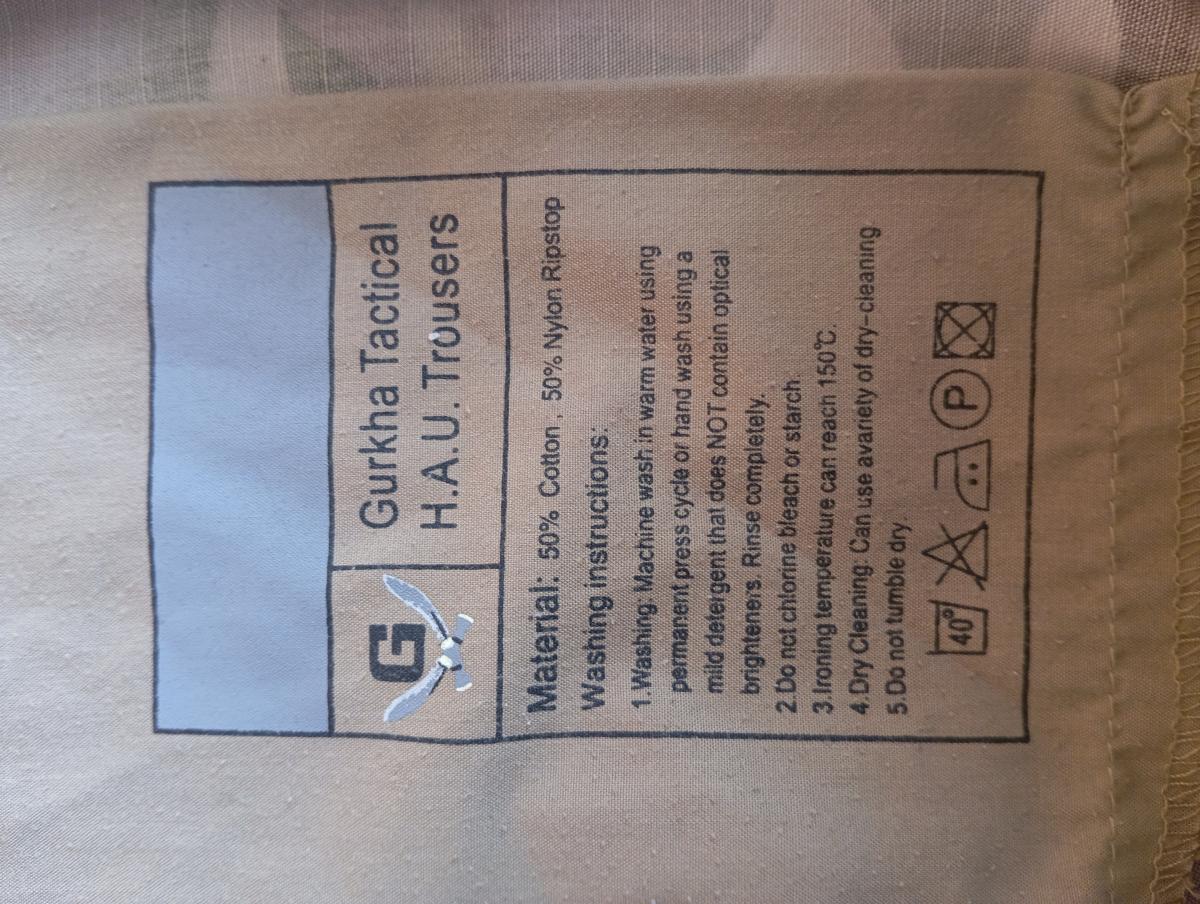 G
Gurkha Tactical
H.A.U. Trousers
Material: 50% Cotton, 50% Nylon Ripstop
Washing instructions:
1.Washing: Machine wash in warm water using
permanent press cycle or hand wash using a
mild detergent that does NOT contain optical
brighteners. Rinse completely.
2.Do not chlorine bleach or starch.
3.Ironing temperature can reach 150℃.
4.Dry Cleaning: Can use avariety of dry-cleaning.
5.Do not tumble dry.
40° P